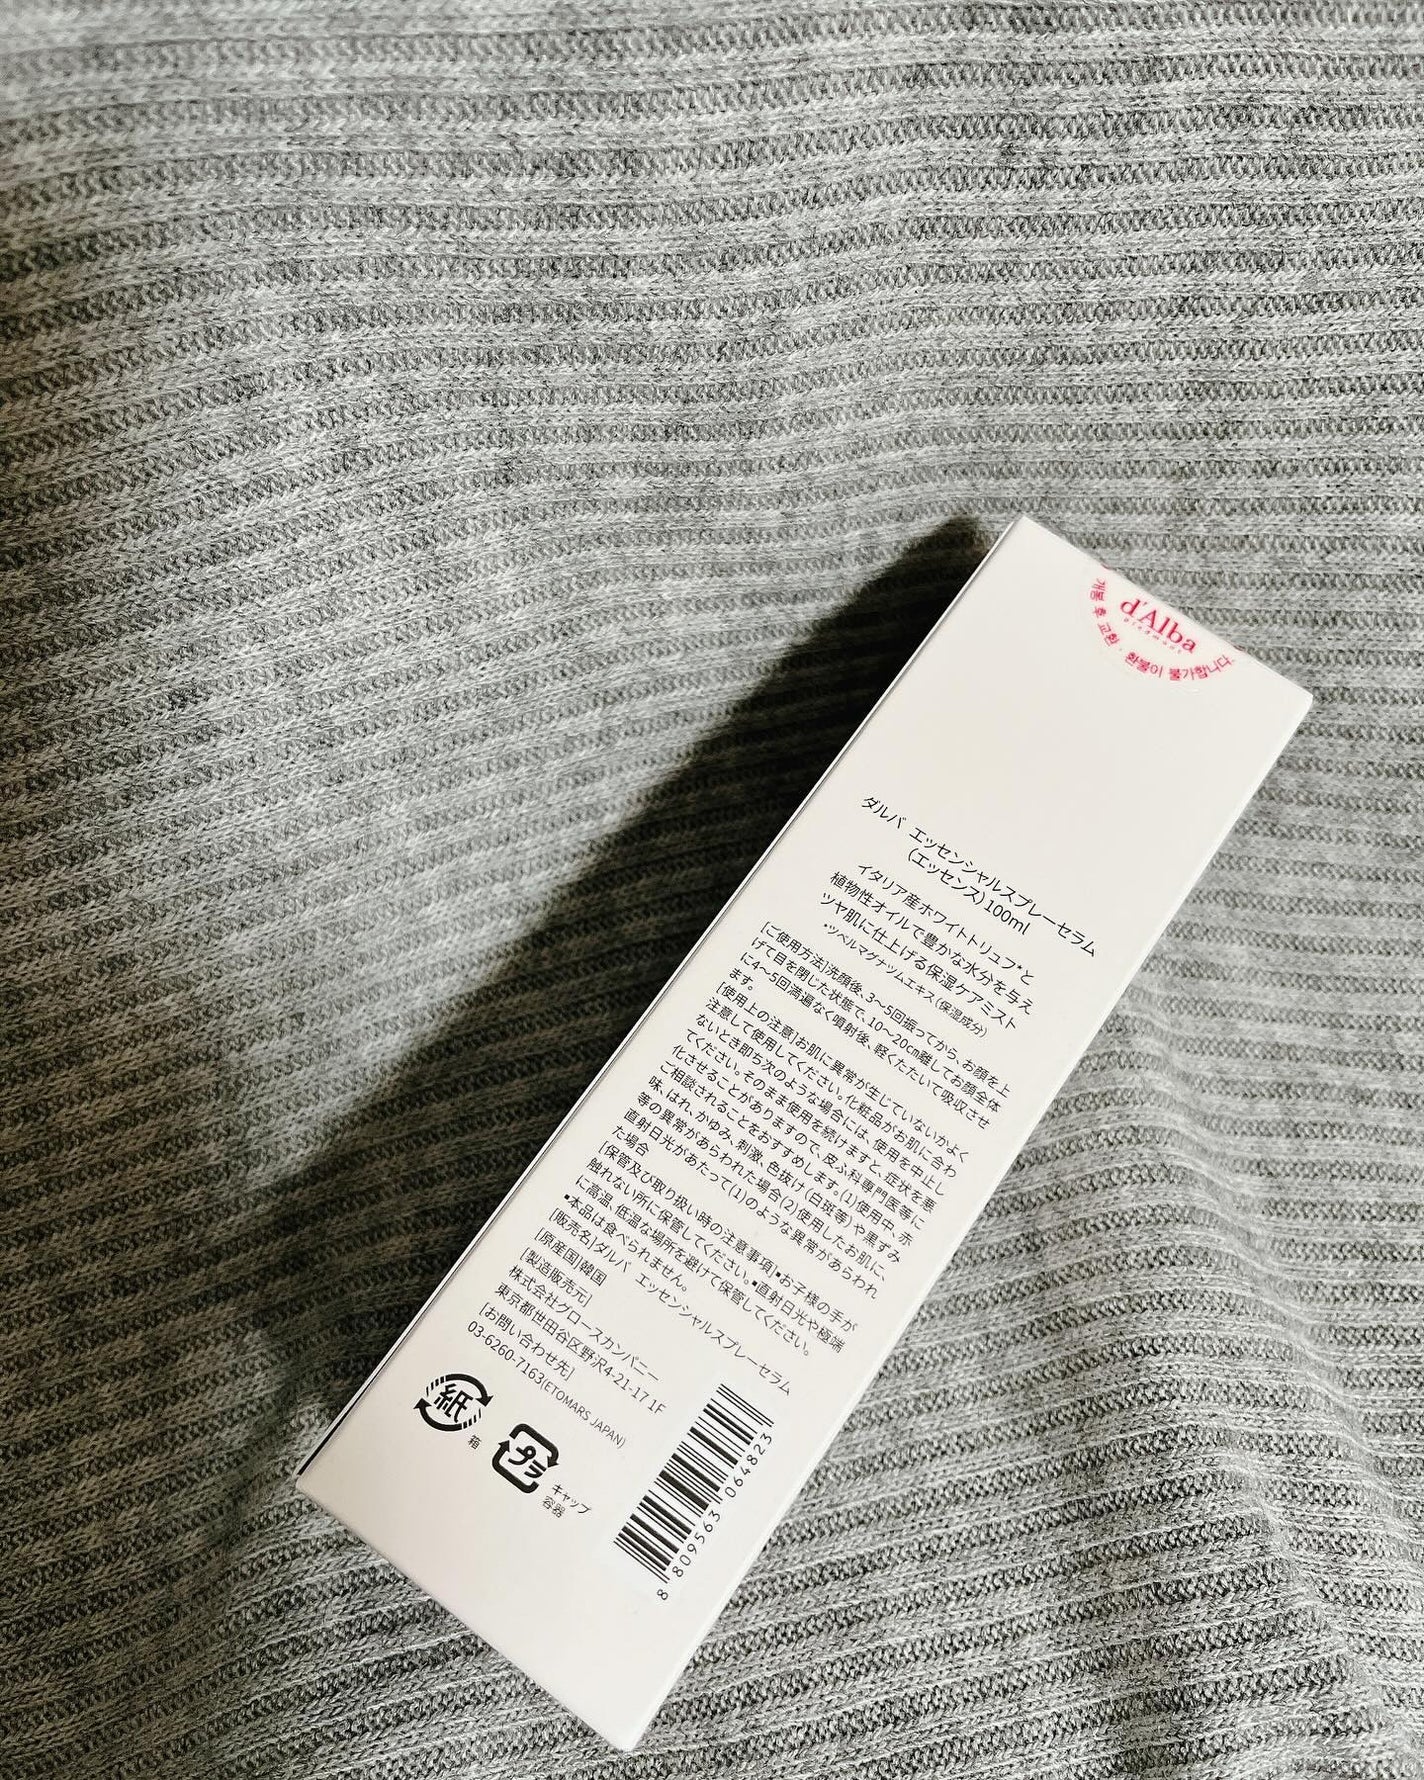 d'Alba
piedmont
개봉 후 교환·환불이 불가합니다.
ダルバ エッセンシャルスプレーセラム
(エッセンス) 100ml
イタリア産ホワイトトリュフ*と
植物性オイルで豊かな水分を与え
ツヤ肌に仕上げる保湿ケアミスト
*ツベルマグナツムエキス (保湿成分)
[ご使用方法]洗顔後、3〜5回振ってから、お顔を上
げて目を閉じた状態で、10〜20cm離してお顔全体
に4〜5回満遍なく噴射後、軽くたたいて吸収させ
ます。
[使用上の注意]お肌に異常が生じていないかよく
注意して使用してください。化粧品がお肌に合わ
ないとき即ち次のような場合には、使用を中止し
てください。そのまま使用を続けますと、症状を悪
化させることがありますので、皮ふ科専門医等に
ご相談されることをおすすめします。(1)使用中、赤
味、はれ、かゆみ、刺激、色抜け(白斑等)や黒ずみ
等の異常があらわれた場合(2)使用したお肌に、
直射日光があたって(1)のような異常があらわれ
た場合
[保管及び取り扱い時の注意事項]▪お子様の手が
触れない所に保管してください。▪直射日光や極端
に高温、低温な場所を避けて保管してください。
▪本品は食べられません。
[販売名]ダルバ エッセンシャルスプレーセラム
[原産国]韓国
[製造販売元]
株式会社グロースカンパニー
東京都世田谷区野沢4-21-17 1F
[お問い合わせ先]
03-6260-7163(ETOMARS JAPAN)
紙
箱
プラ
キャップ
容器
8 809563 064823